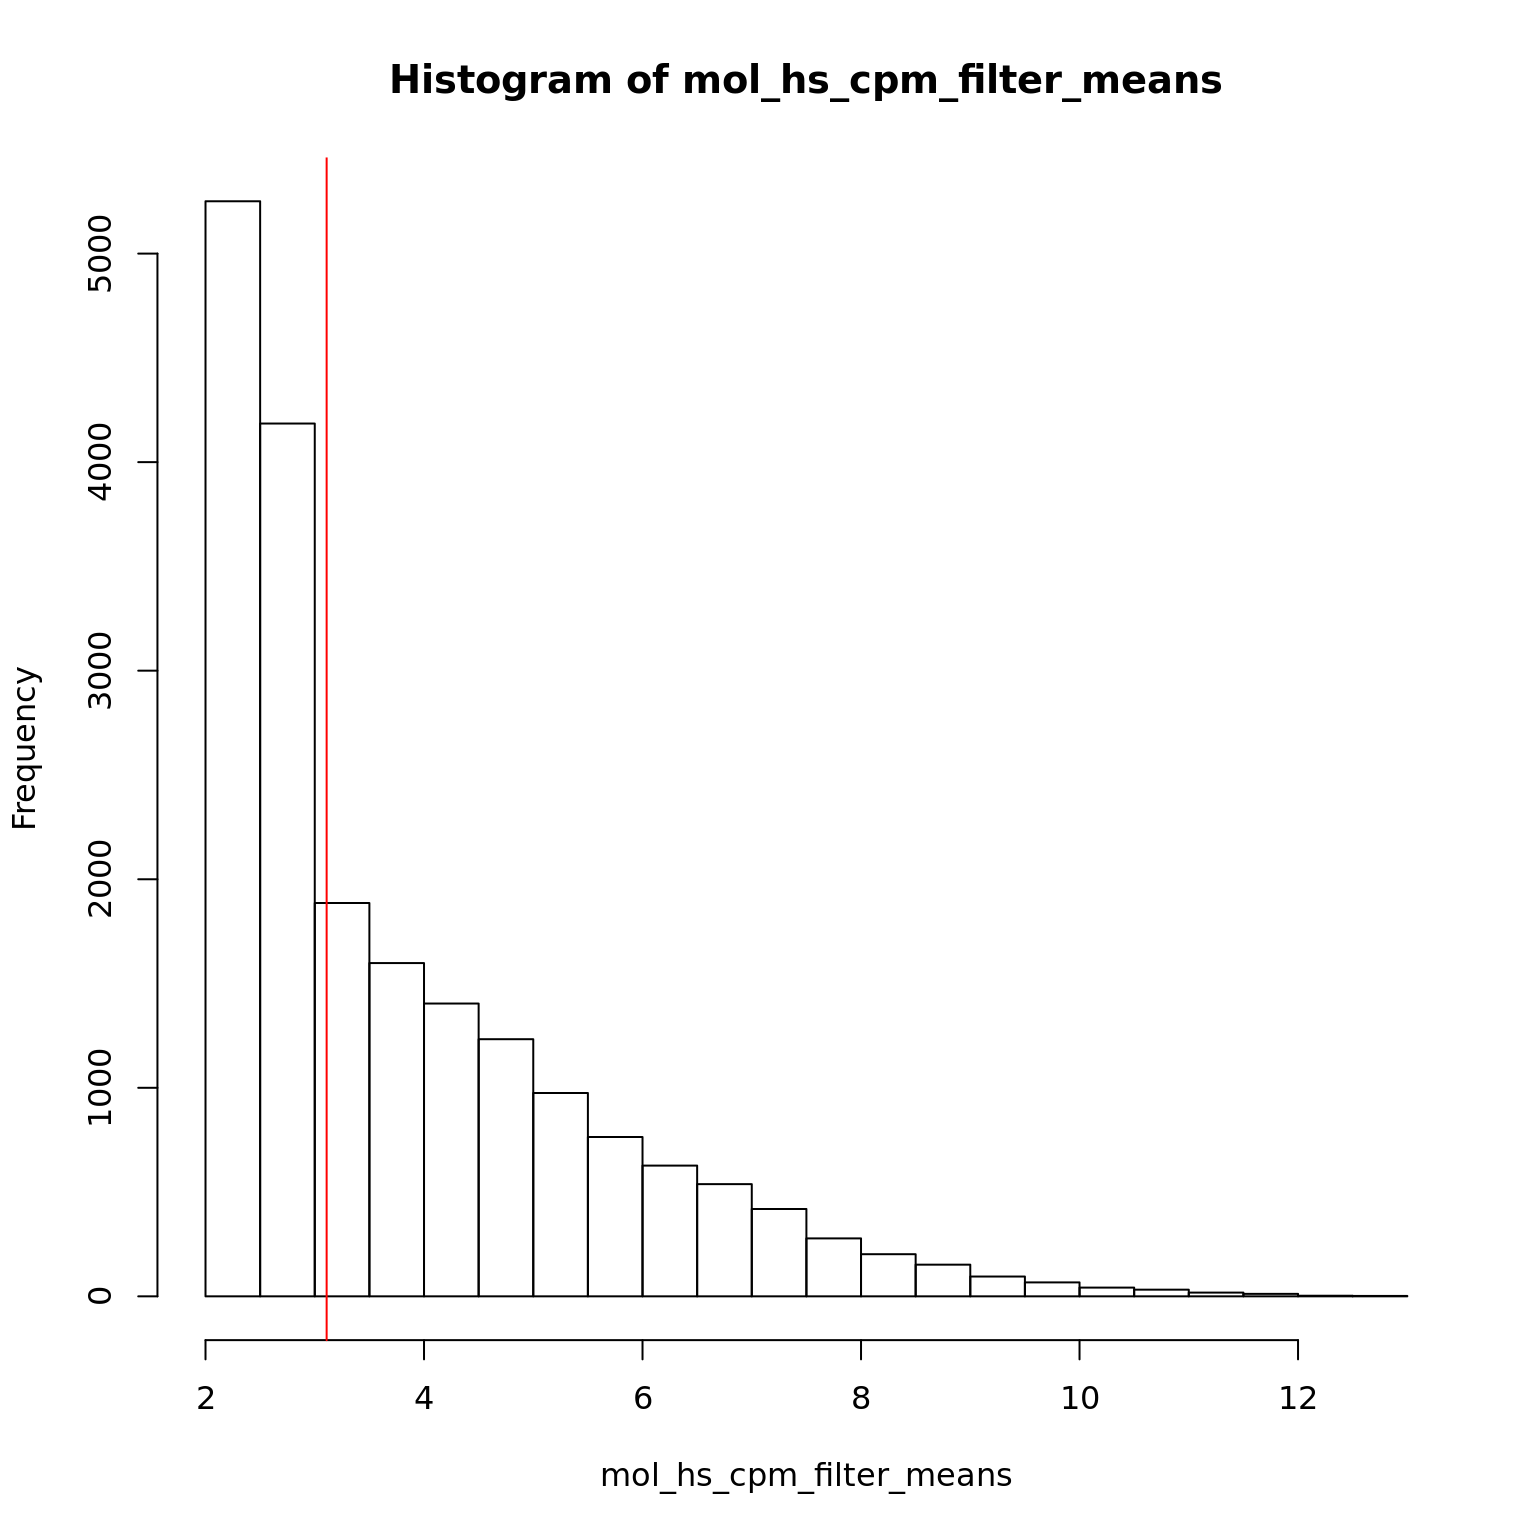 Histogram of mol_hs_cpm_filter_means
Frequency
5000
4000
3000
2000
1000
0
2 4 6 8 10 12
mol_hs_cpm_filter_means